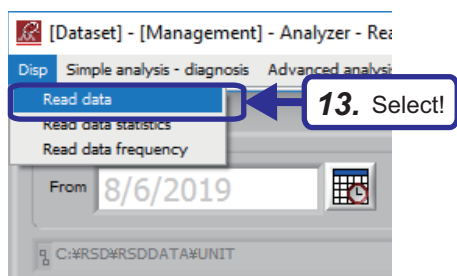 [Dataset] - [Management] - Analyzer - Rea
Disp Simple analysis - diagnosis Advanced analysis
Read data
13. Select!
Read data statistics
Read data frequency
From 8/6/2019
C:¥RSD¥RSDDATA¥UNIT